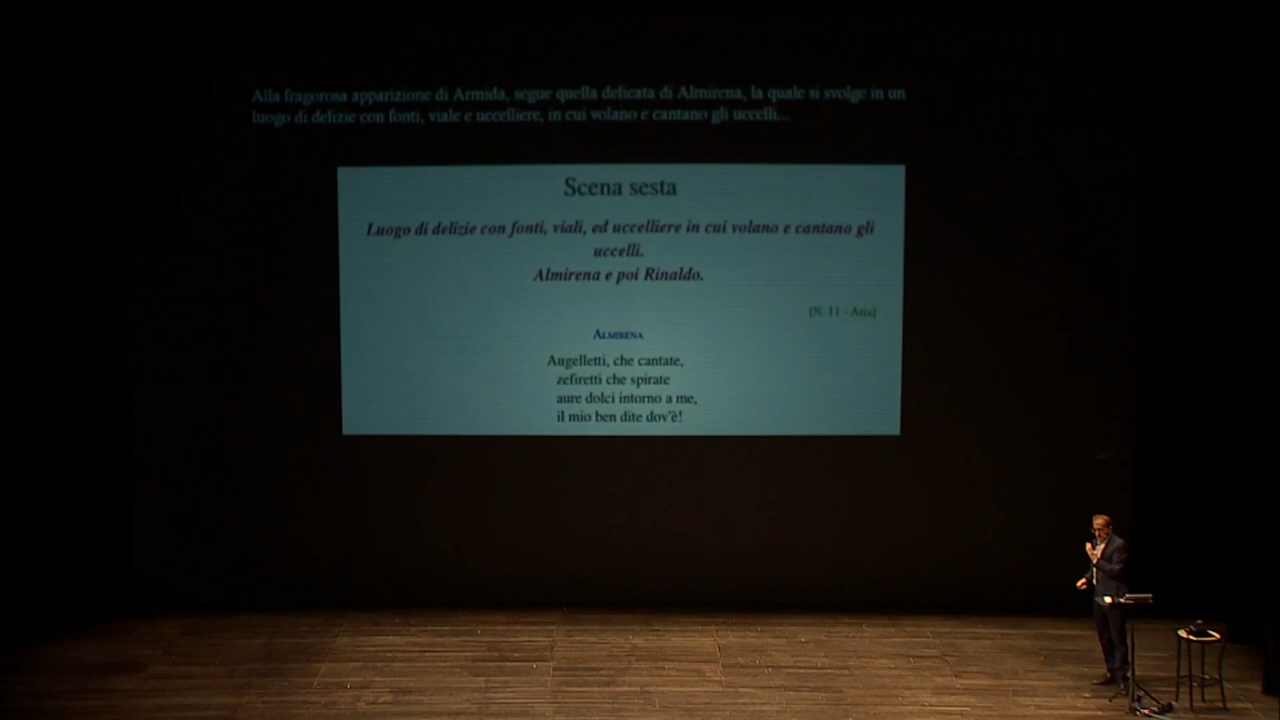 Alla fragorosa apparizione di Armida, segue quella delicata di Almirena, la quale si svolge in un
luogo di delizie con fonti, viale e uccelliere, in cui volano e cantano gli uccelli...
Scena sesta
Luogo di delizie con fonti, viali, ed uccelliere in cui volano e cantano gli
uccelli.
Almirena e poi Rinaldo.
[N. 11 - Aria]
ALMIRENA
Augelletti, che cantate,
zefiretti che spirate
aure dolci intorno a me,
il mio ben dite dov'è!